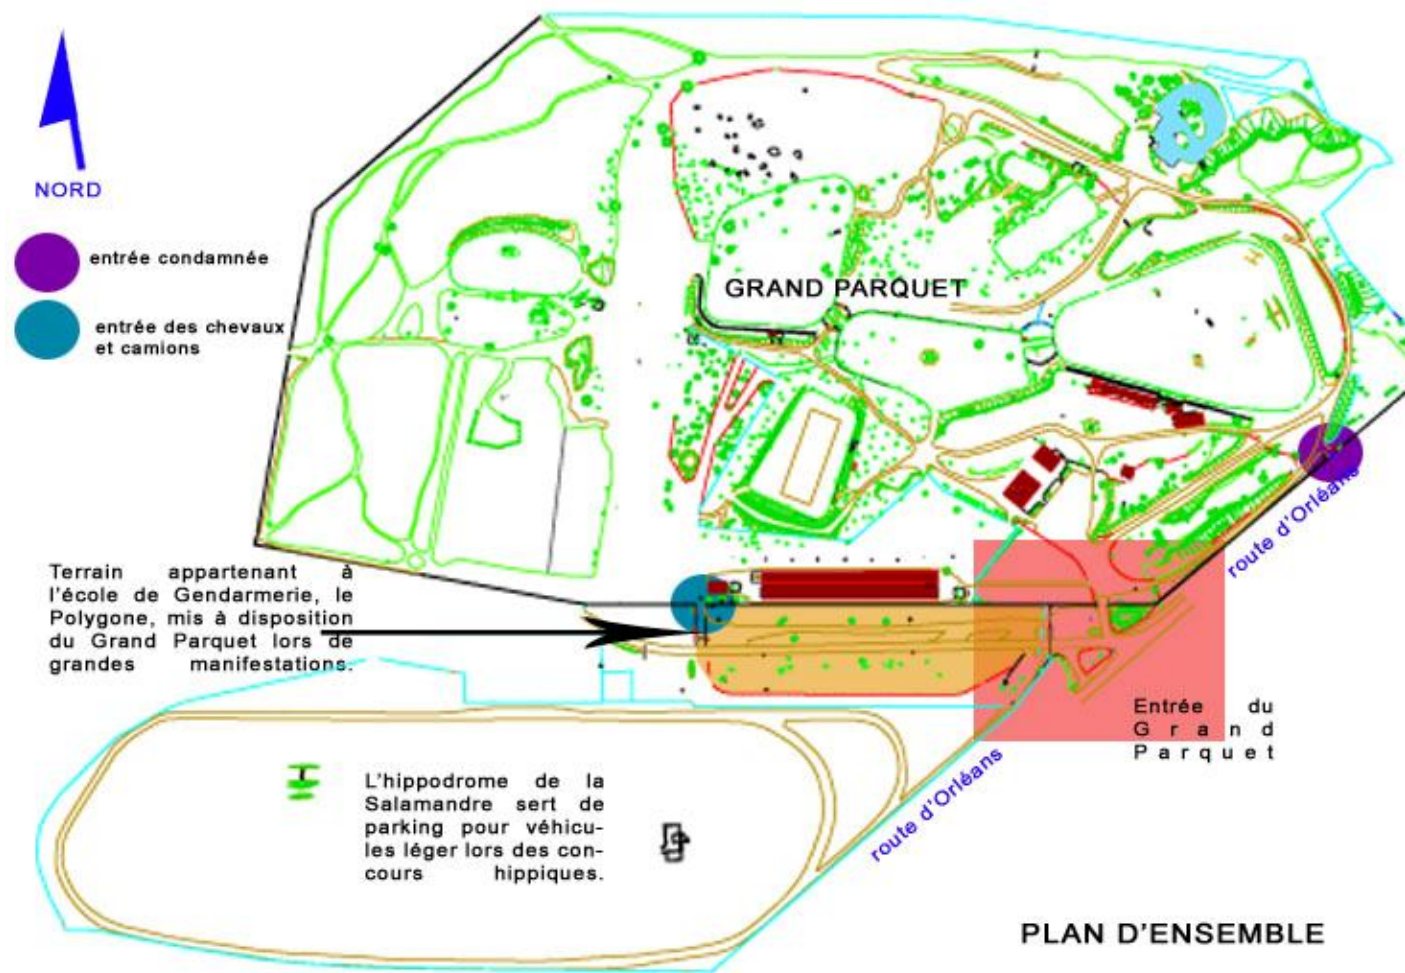 NORD
entrée condamnée
entrée des chevaux
et camions
GRAND PARQUET
route d'Orléans
Terrain appartenant à
l'école de Gendarmerie, le
Polygone, mis à disposition
du Grand Parquet lors de
grandes manifestations.
Entrée du
Grand
Parquet
route d'Orléans
L'hippodrome de la
Salamandre sert de
parking pour véhicu-
les léger lors des con-
cours hippiques.
PLAN D'ENSEMBLE